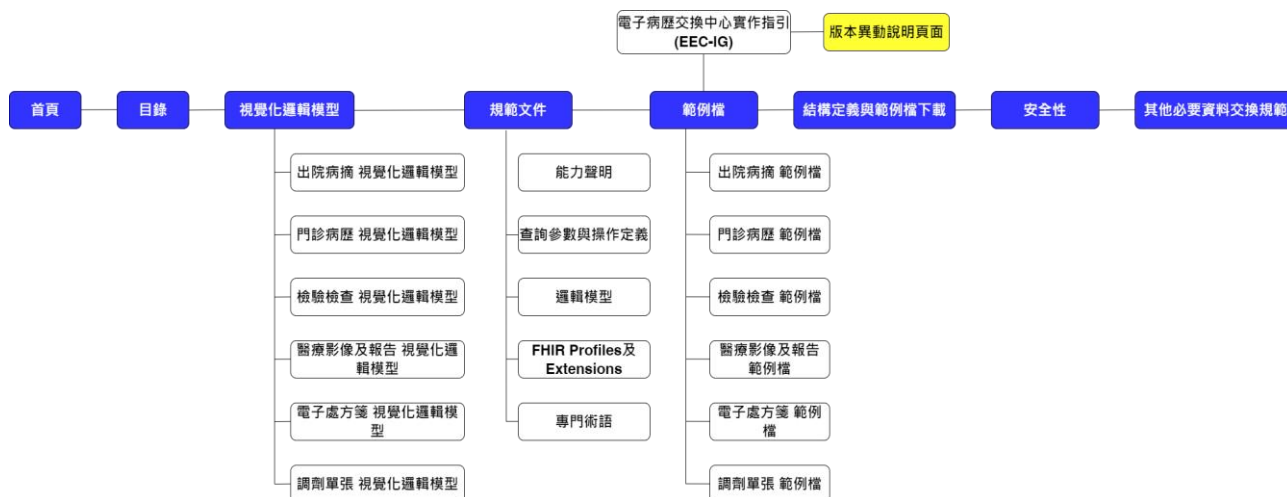 電子病歷交換中心實作指引
(EEC-IG)
版本異動說明頁面
首頁
目錄
視覺化邏輯模型
規範文件
範例檔
結構定義與範例檔下載
安全性
其他必要資料交換規範
出院病摘 視覺化邏輯模型
門診病歷 視覺化邏輯模型
檢驗檢查 視覺化邏輯模型
醫療影像及報告 視覺化邏
輯模型
電子處方箋 視覺化邏輯模
型
調劑單張 視覺化邏輯模型
能力聲明
查詢參數與操作定義
邏輯模型
FHIR Profiles及
Extensions
專門術語
出院病摘 範例檔
門診病歷 範例檔
檢驗檢查 範例檔
醫療影像及報告
範例檔
電子處方箋 範例
檔
調劑單張 範例檔